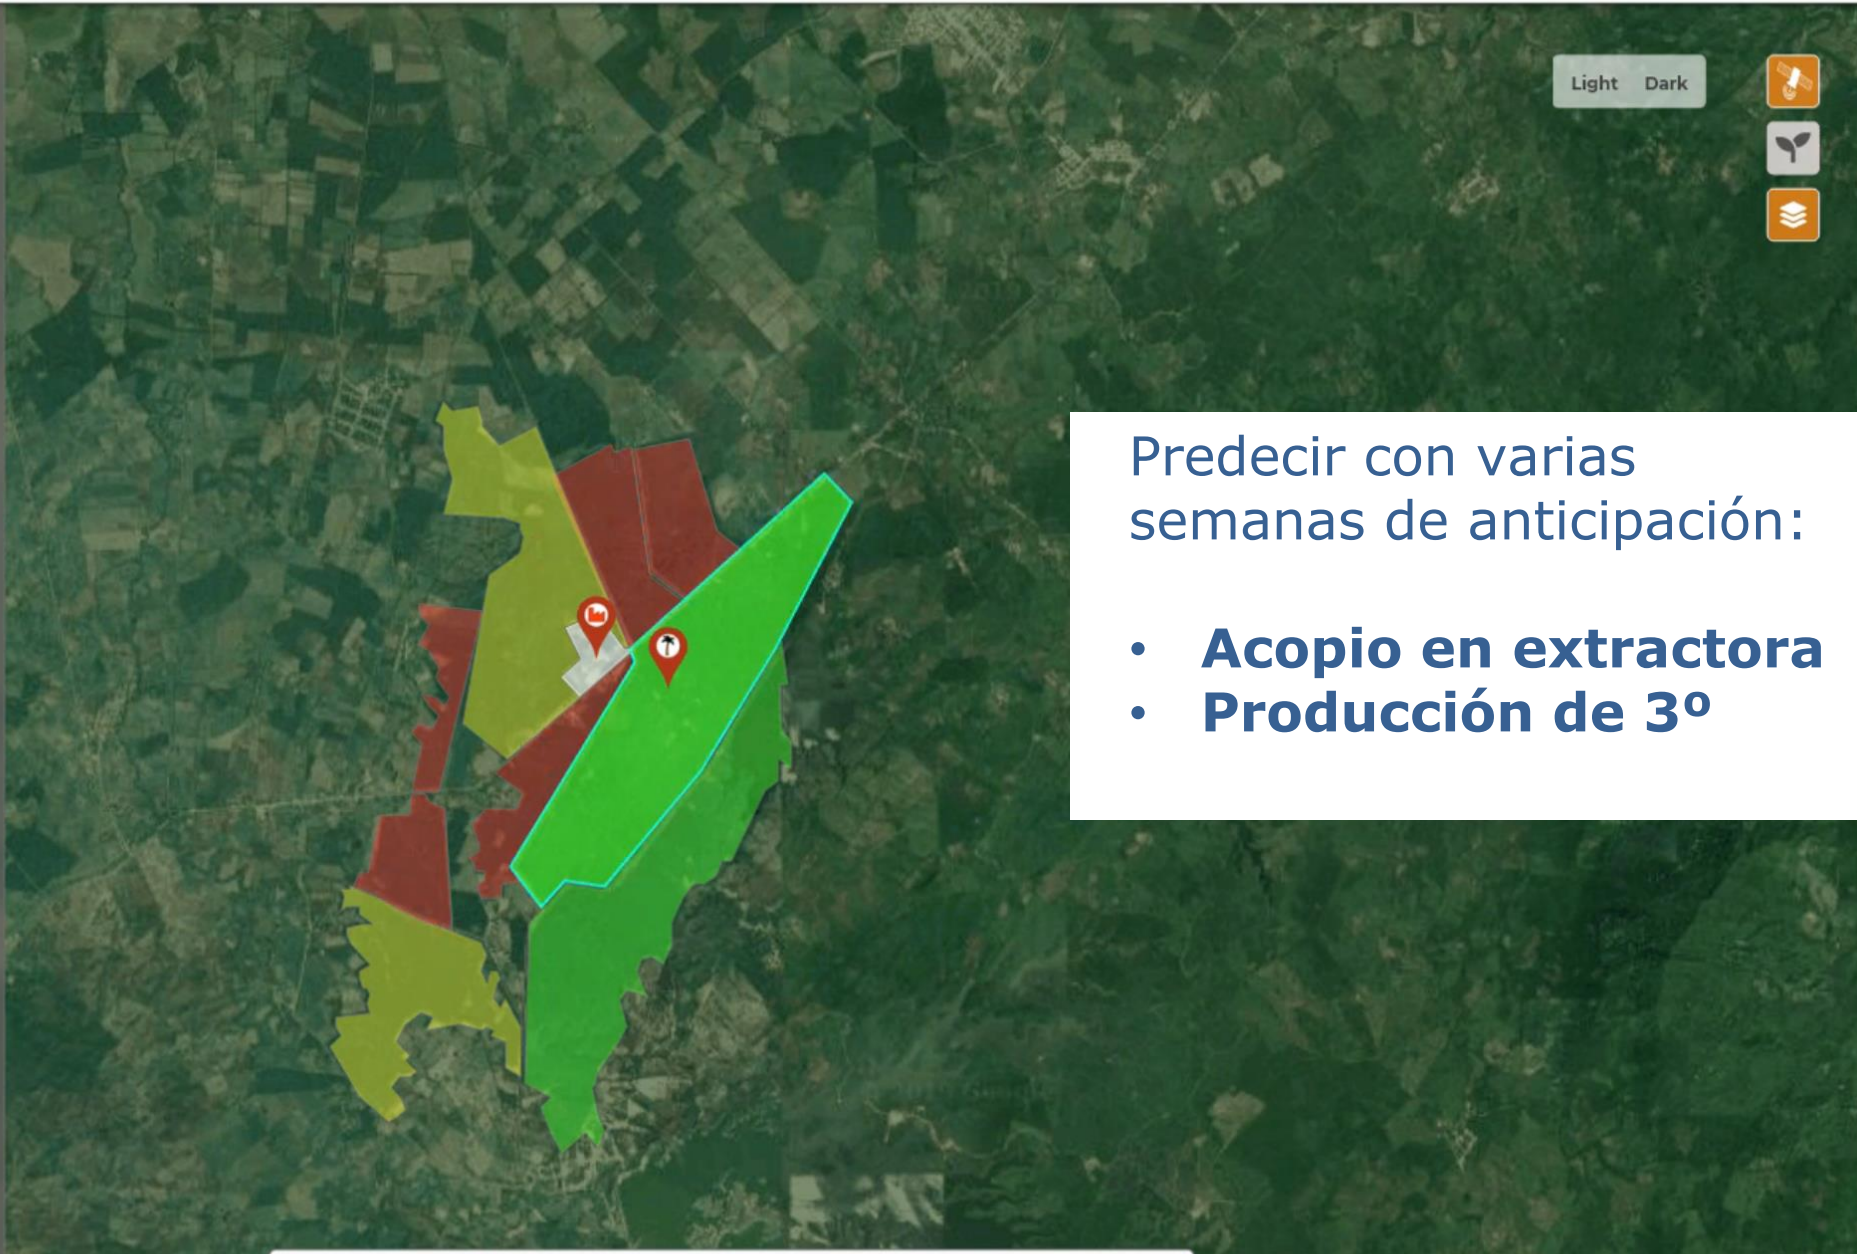 Light Dark
Predecir con varias
semanas de anticipación:
• Acopio en extractora
• Producción de 3º